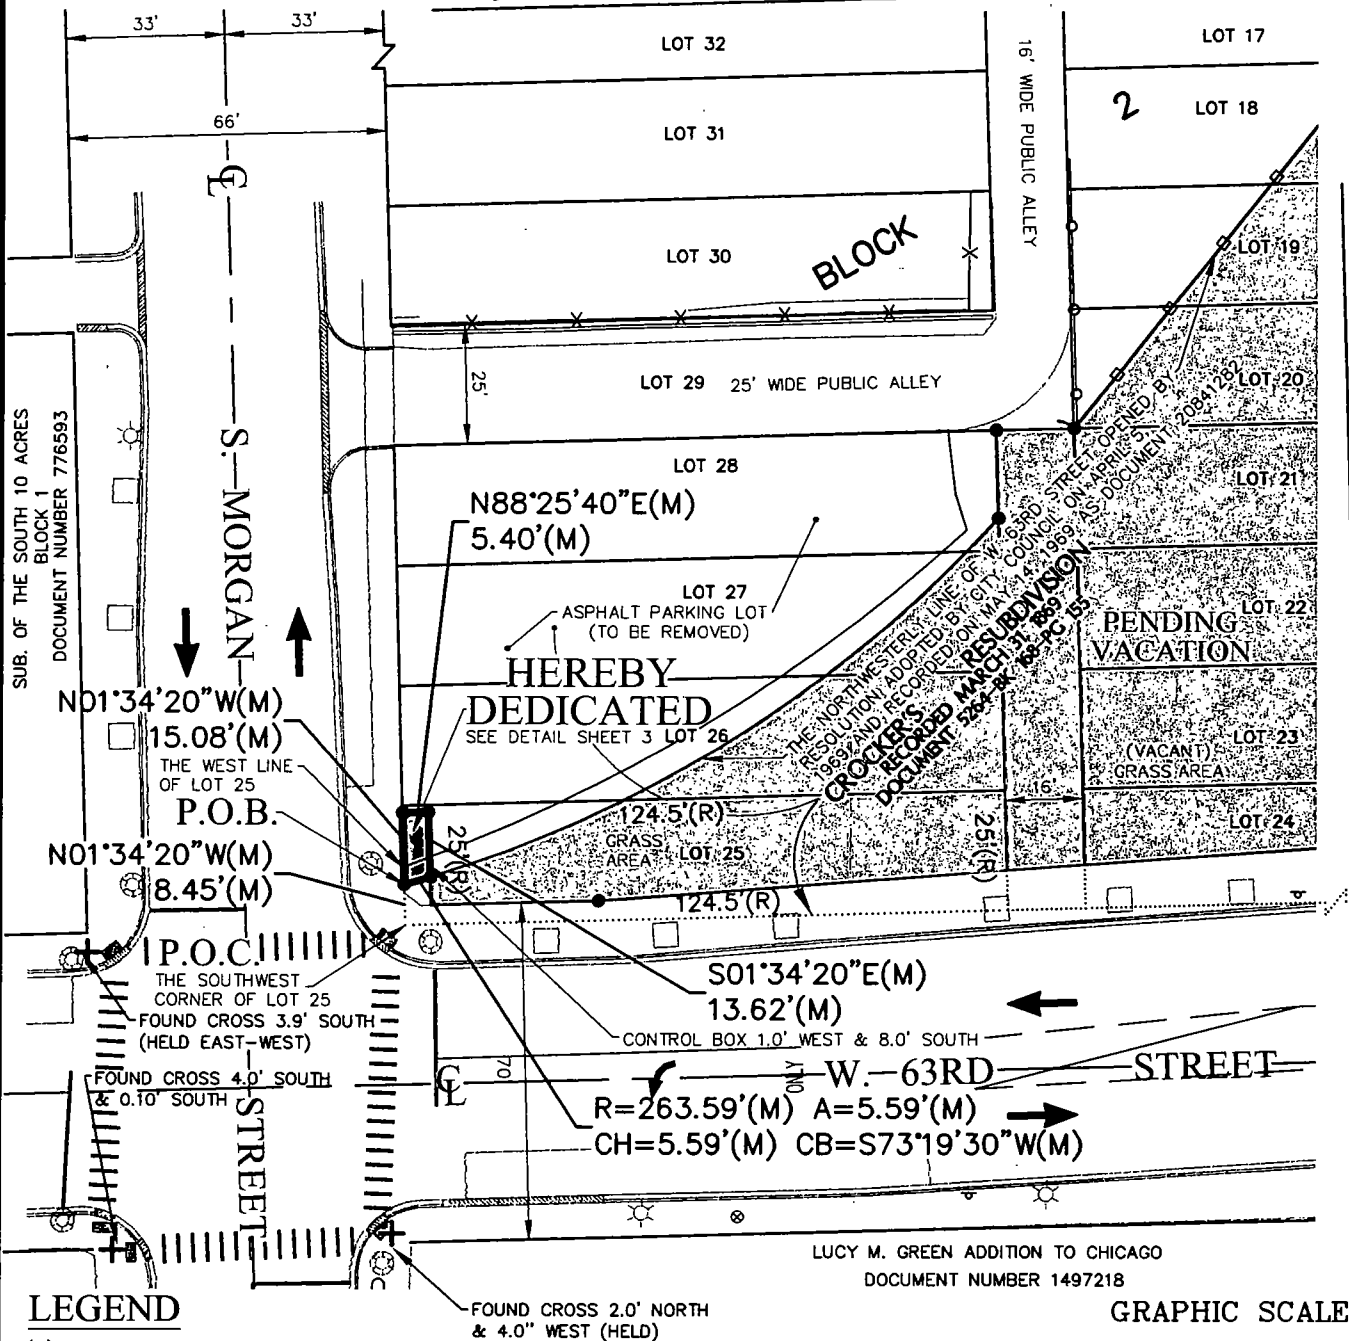 33'
33'
66'
LOT 32
LOT 31
LOT 30
BLOCK
2
16' WIDE PUBLIC ALLEY
LOT 17
LOT 18
LOT 19
LOT 20
LOT 21
LOT 22
LOT 23
LOT 24
LOT 29 25' WIDE PUBLIC ALLEY
25'
LOT 28
N88°25'40"E(M)
5.40'(M)
LOT 27
ASPHALT PARKING LOT
(TO BE REMOVED)
HEREBY
DEDICATED
SEE DETAIL SHEET 3
LOT 26
SUB. OF THE SOUTH 10 ACRES
BLOCK 1
DOCUMENT NUMBER 776593
S. MORGAN
STREET
THE NORTHWESTERLY LINE OF W. 63RD STREET OPENED BY
RESOLUTION ADOPTED BY CITY COUNCIL ON APRIL 5,
1969 AND RECORDED ON MAY 14, 1969 AS DOCUMENT 20841282
CROCKER'S RESUBDIVISION
RECORDED MARCH 31, 1869
DOCUMENT 5264-BK 168-PG 155
PENDING
VACATION
(VACANT)
GRASS AREA
16'
N01°34'20"W(M)
15.08'(M)
THE WEST LINE
OF LOT 25
P.O.B.
N01°34'20"W(M)
8.45'(M)
P.O.C.
THE SOUTHWEST
CORNER OF LOT 25
FOUND CROSS 3.9' SOUTH
(HELD EAST-WEST)
FOUND CROSS 4.0' SOUTH
& 0.10' SOUTH
124.5'(R)
GRASS
AREA
LOT 25
25'(R)
25'(R)
124.5'(R)
S01°34'20"E(M)
13.62'(M)
CONTROL BOX 1.0' WEST & 8.0' SOUTH
70'
ONLY
W. 63RD STREET
R=263.59'(M) A=5.59'(M)
CH=5.59'(M) CB=S73°19'30"W(M)
LUCY M. GREEN ADDITION TO CHICAGO
DOCUMENT NUMBER 1497218
LEGEND
FOUND CROSS 2.0' NORTH
& 4.0" WEST (HELD)
GRAPHIC SCALE